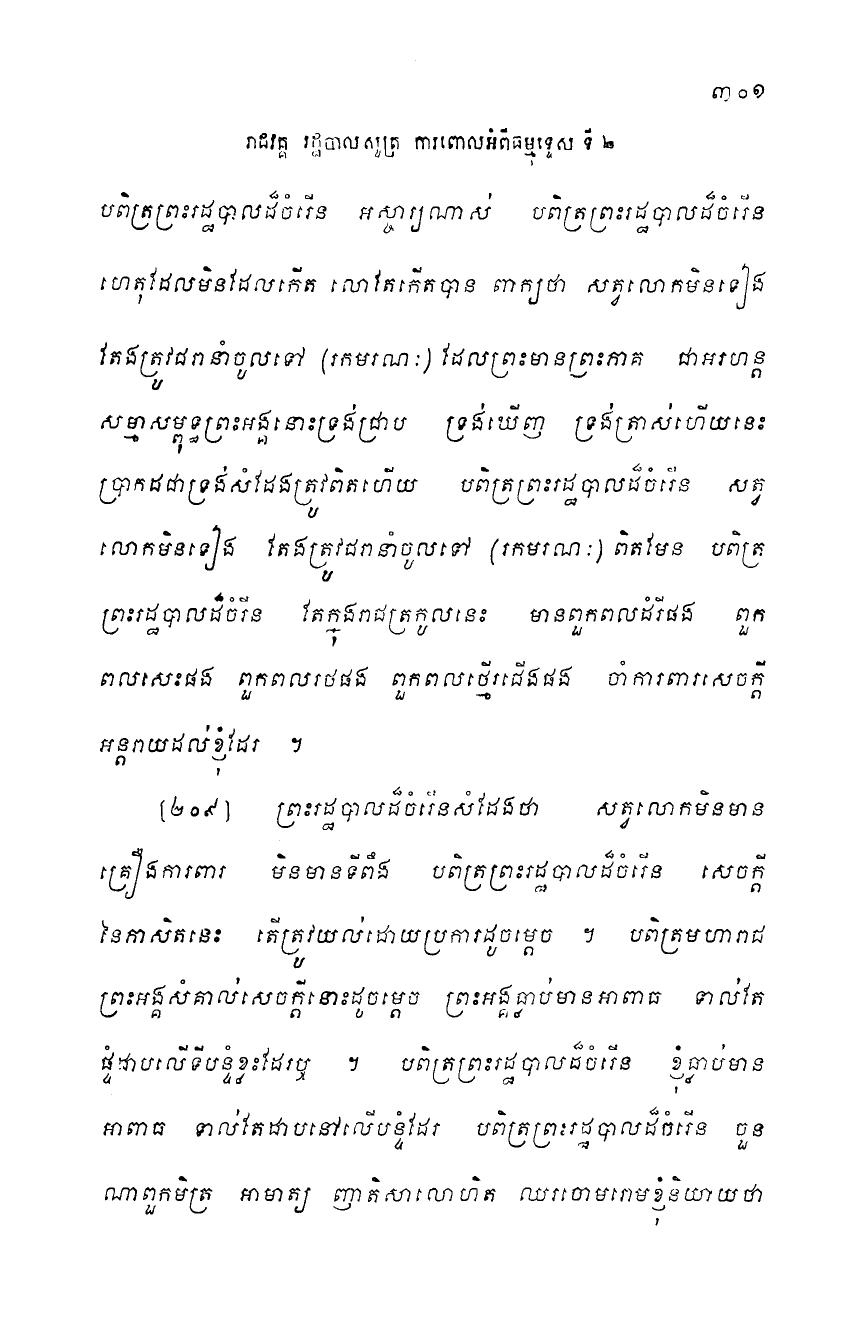 ៣០១
រាជវគ្គ រដ្ឋបាលសូត្រ ការពោលអំពីធម្មុទ្ទេស ទី ២
បពិត្រព្រះរដ្ឋបាលដ៏ចំរើន អស្ចារ្យណាស់ បពិត្រព្រះរដ្ឋបាលដ៏ចំរើន
ហេតុដែលមិនដែលកើត លោតែកើតបាន ពាក្យថា សត្វលោកមិនទៀង
តែងត្រូវជរានាំចូលទៅ (រកមរណៈ) ដែលព្រះមានព្រះភាគ ជាអរហន្ត
សម្មាសម្ពុទ្ធព្រះអង្គនោះទ្រង់ជ្រាប ទ្រង់ឃើញ ទ្រង់ត្រាស់ហើយនេះ
ប្រាកដជាទ្រង់សំដែងត្រូវពិតហើយ បពិត្រព្រះរដ្ឋបាលដ៏ចំរើន សត្វ
លោកមិនទៀង តែងត្រូវជរានាំចូលទៅ (រកមរណៈ) ពិតមែន បពិត្រ
ព្រះរដ្ឋបាលដ៏ចំរើន តែក្នុងរាជត្រកូលនេះ មានពួកពលដំរីផង ពួក
ពលសេះផង ពួកពលរថផង ពួកពលថ្មើរជើងផង ចាំការពារសេចក្តី
អន្តរាយដល់ខ្ញុំដែរ ។
[២០៩] ព្រះរដ្ឋបាលដ៏ចំរើនសំដែងថា សត្វលោកមិនមាន
គ្រឿងការពារ មិនមានទីពឹង បពិត្រព្រះរដ្ឋបាលដ៏ចំរើន សេចក្តី
នៃភាសិតនេះ តើត្រូវយល់ដោយប្រការដូចម្តេច ។ បពិត្រមហារាជ
ព្រះអង្គសំគាល់សេចក្តីនោះដូចម្តេច ព្រះអង្គធ្លាប់មានអាពាធ ទាល់តែ
ផ្ទំជាបលើទីបន្ទំខ្លះដែរឬ ។ បពិត្រព្រះរដ្ឋបាលដ៏ចំរើន ខ្ញុំធ្លាប់មាន
អាពាធ ទាល់តែជាបនៅលើបន្ទំដែរ បពិត្រព្រះរដ្ឋបាលដ៏ចំរើន ចួន
ណាពួកមិត្រ អាមាត្យ ញាតិសាលោហិត ឈរចោមរោមខ្ញុំនិយាយថា